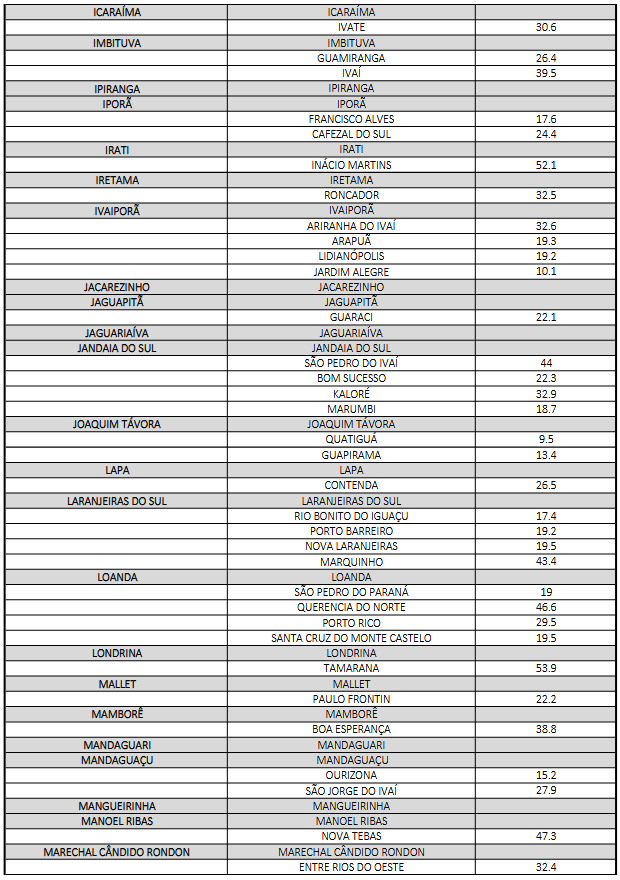 ICARAÍMA ICARAÍMA
IVATE 30.6
IMBITUVA IMBITUVA
GUAMIRANGA 26.4
IVAÍ 39.5
IPIRANGA IPIRANGA
IPORÃ IPORÃ
FRANCISCO ALVES 17.6
CAFEZAL DO SUL 24.4
IRATI IRATI
INÁCIO MARTINS 52.1
IRETAMA IRETAMA
RONCADOR 32.5
IVAIPORÃ IVAIPORÃ
ARIRANHA DO IVAÍ 32.6
ARAPUÃ 19.3
LIDIANÓPOLIS 19.2
JARDIM ALEGRE 10.1
JACAREZINHO JACAREZINHO
JAGUAPITÃ JAGUAPITÃ
GUARACI 22.1
JAGUARIAÍVA JAGUARIAÍVA
JANDAIA DO SUL JANDAIA DO SUL
SÃO PEDRO DO IVAÍ 44
BOM SUCESSO 22.3
KALORÉ 32.9
MARUMBI 18.7
JOAQUIM TÁVORA JOAQUIM TÁVORA
QUATIGUÁ 9.5
GUAPIRAMA 13.4
LAPA LAPA
CONTENDA 26.5
LARANJEIRAS DO SUL LARANJEIRAS DO SUL
RIO BONITO DO IGUAÇU 17.4
PORTO BARREIRO 19.2
NOVA LARANJEIRAS 19.5
MARQUINHO 43.4
LOANDA LOANDA
SÃO PEDRO DO PARANÁ 19
QUERENCIA DO NORTE 46.6
PORTO RICO 29.5
SANTA CRUZ DO MONTE CASTELO 19.5
LONDRINA LONDRINA
TAMARANA 53.9
MALLET MALLET
PAULO FRONTIN 22.2
MAMBORÊ MAMBORÊ
BOA ESPERANÇA 38.8
MANDAGUARI MANDAGUARI
MANDAGUAÇU MANDAGUAÇU
OURIZONA 15.2
SÃO JORGE DO IVAÍ 27.9
MANGUEIRINHA MANGUEIRINHA
MANOEL RIBAS MANOEL RIBAS
NOVA TEBAS 47.3
MARECHAL CÂNDIDO RONDON MARECHAL CÂNDIDO RONDON
ENTRE RIOS DO OESTE 32.4